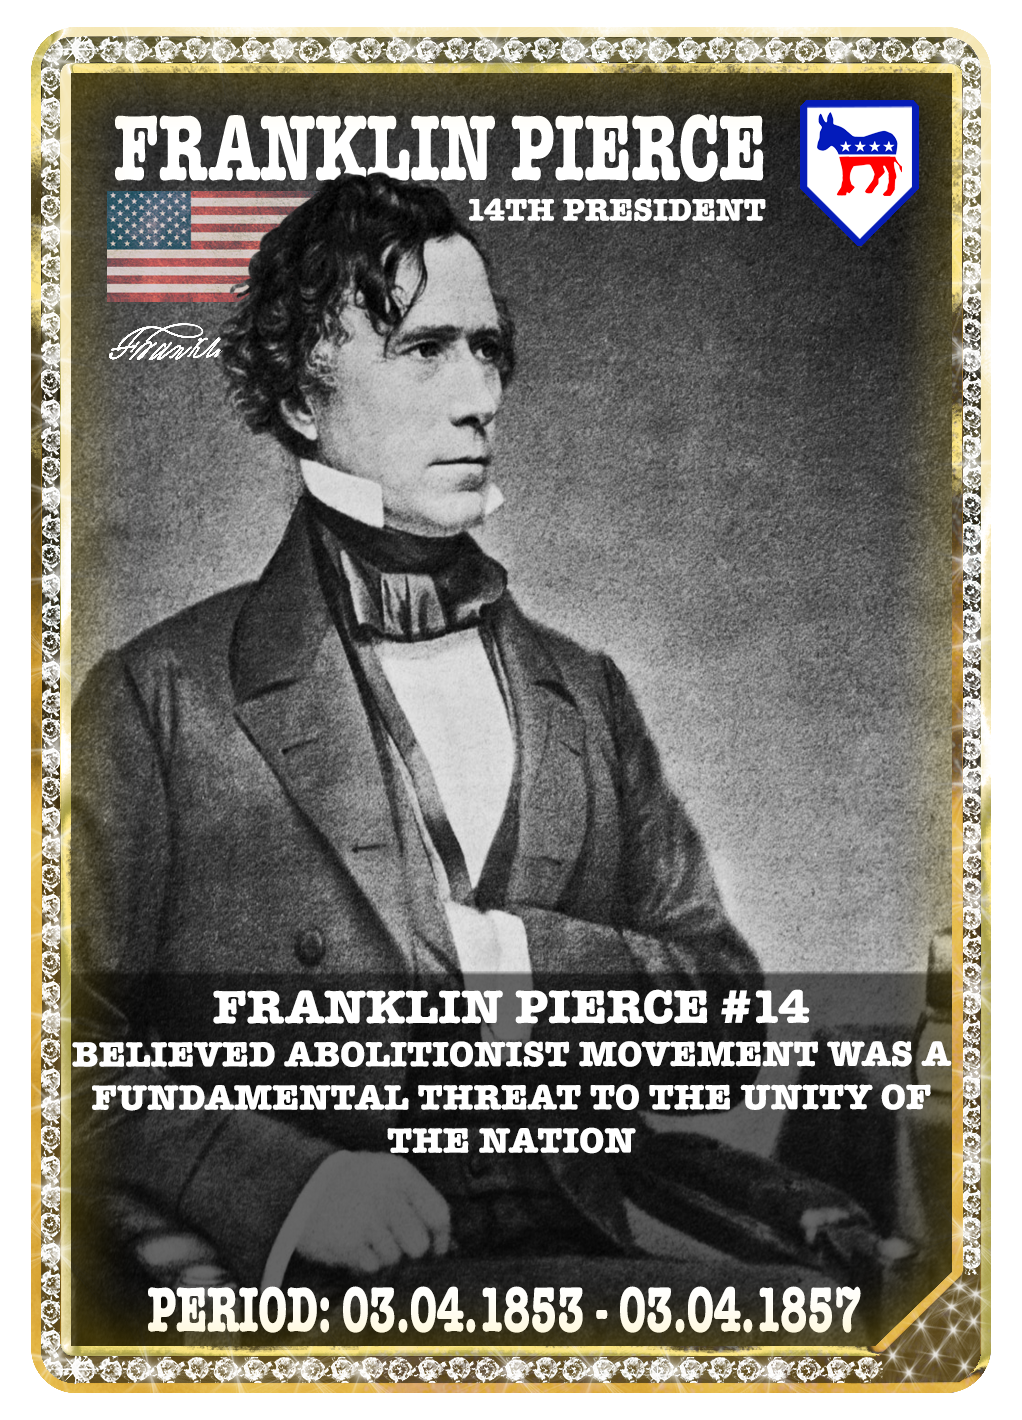 FRANKLIN PIERCE
14TH PRESIDENT
Frankl
FRANKLIN PIERCE #14
BELIEVED ABOLITIONIST MOVEMENT WAS A
FUNDAMENTAL THREAT TO THE UNITY OF
THE NATION
PERIOD: 03.04.1853 - 03.04.1857